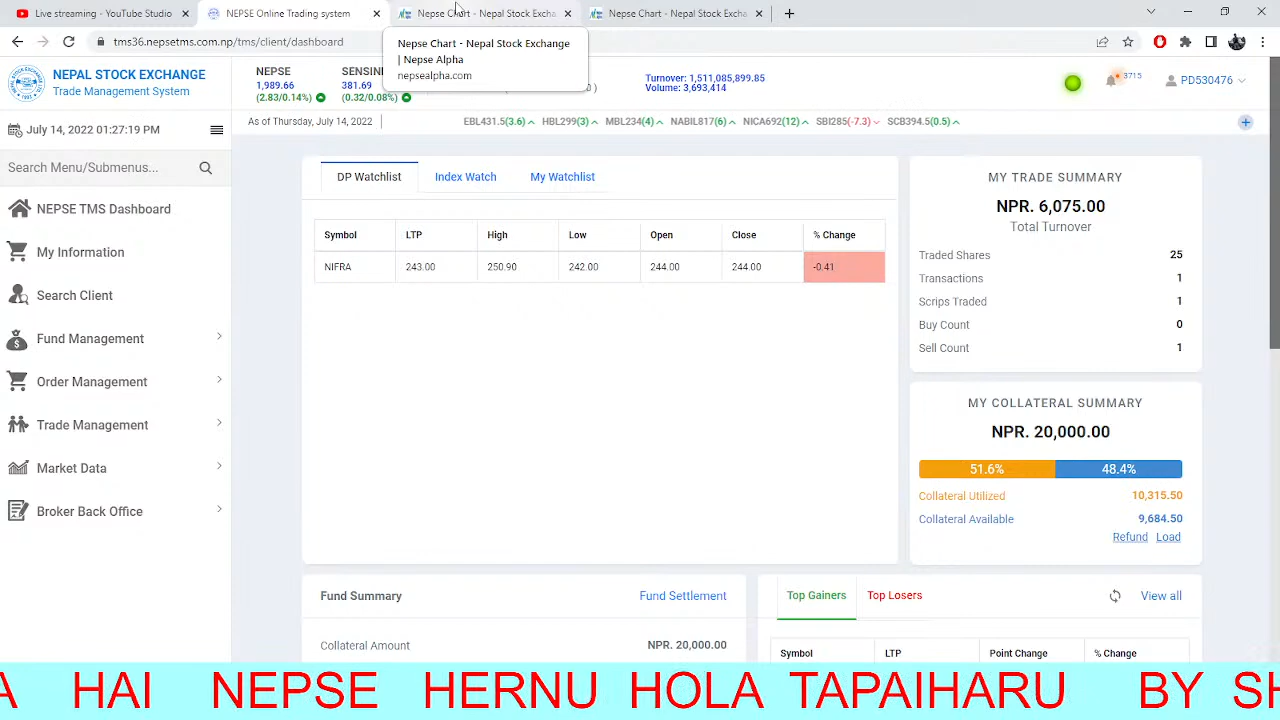 Live streaming - YouTube Studio
NEPSE Online Trading system
Nepse Chart - Nepal Stock Excha
Nepse Chart - Nepal Stock Excha
tms36.nepsetms.com.np/tms/client/dashboard
Nepse Chart - Nepal Stock Exchange
| Nepse Alpha
nepsealpha.com
NEPAL STOCK EXCHANGE
Trade Management System
NEPSE
1,989.66
(2.83/0.14%)
SENSIN
381.69
(0.32/0.08%)
Turnover: 1,511,085,899.85
Volume: 3,693,414
3715
PD530476
July 14, 2022 01:27:19 PM
As of Thursday, July 14, 2022
EBL431.5(3.6) HBL299(3) MBL234(4) NABIL817(6) NICA692(12) SBI285(-7.3) SCB394.5(0.5)
Search Menu/Submenus...
NEPSE TMS Dashboard
My Information
Search Client
Fund Management
Order Management
Trade Management
Market Data
Broker Back Office
DP Watchlist Index Watch My Watchlist
Symbol LTP High Low Open Close % Change
NIFRA 243.00 250.90 242.00 244.00 244.00 -0.41
MY TRADE SUMMARY
NPR. 6,075.00
Total Turnover
Traded Shares 25
Transactions 1
Scrips Traded 1
Buy Count 0
Sell Count 1
MY COLLATERAL SUMMARY
NPR. 20,000.00
51.6% 48.4%
Collateral Utilized 10,315.50
Collateral Available 9,684.50
Refund Load
Fund Summary Fund Settlement
Collateral Amount NPR. 20,000.00
Top Gainers Top Losers View all
Symbol LTP Point Change % Change
A HAI NEPSE HERNU HOLA TAPAIHARU BY SH